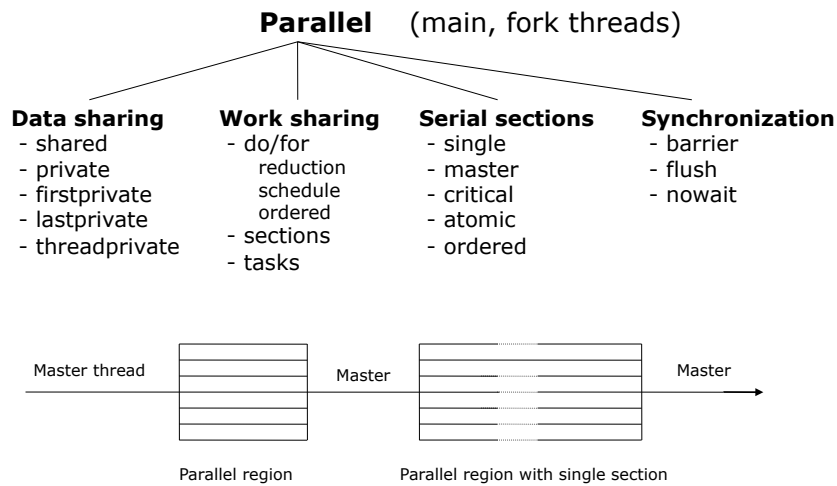 Parallel (main, fork threads)
Data sharing
- shared
- private
- firstprivate
- lastprivate
- threadprivate
Work sharing
- do/for
reduction
schedule
ordered
- sections
- tasks
Serial sections
- single
- master
- critical
- atomic
- ordered
Synchronization
- barrier
- flush
- nowait
Master thread
Master
Master
Parallel region
Parallel region with single section